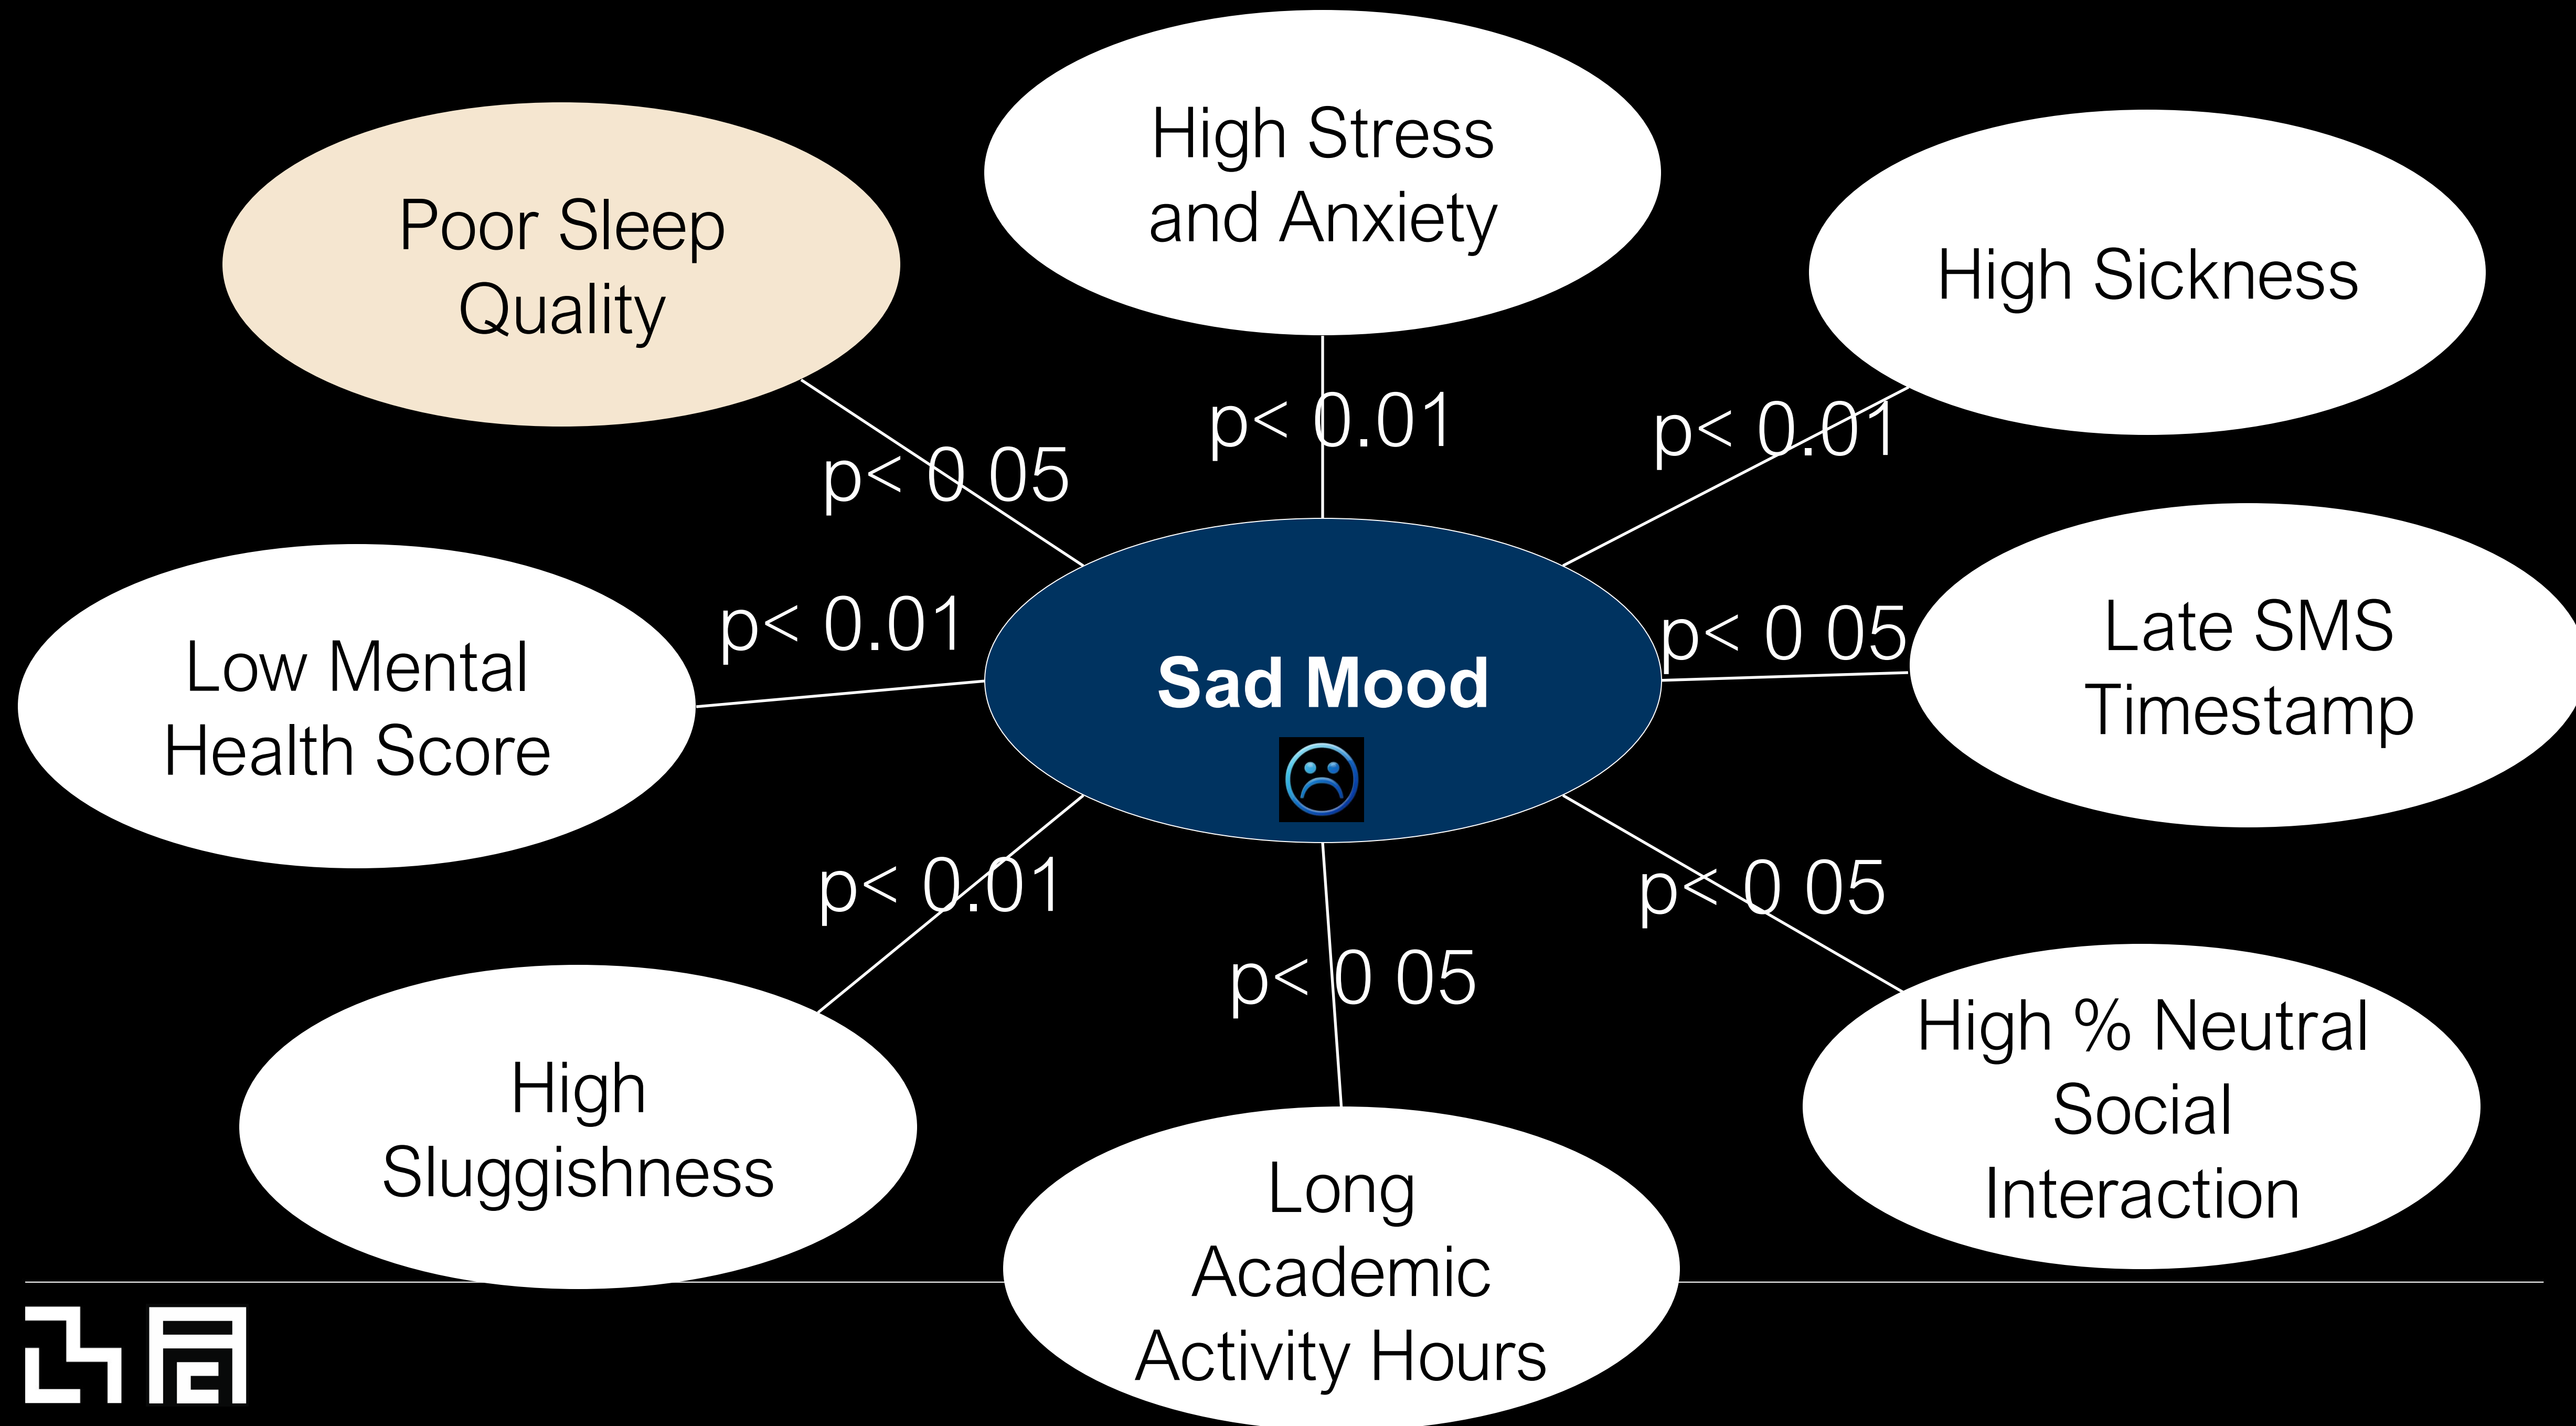 High Stress
and Anxiety
Poor Sleep
Quality
High Sickness
p< 0.01
p< 0.01
p< 0 05
Low Mental
Health Score
p< 0.01
Sad Mood
p< 0 05
Late SMS
Timestamp
p< 0.01
p< 0 05
p< 0 05
High
Sluggishness
Long
Academic
Activity Hours
High % Neutral
Social
Interaction